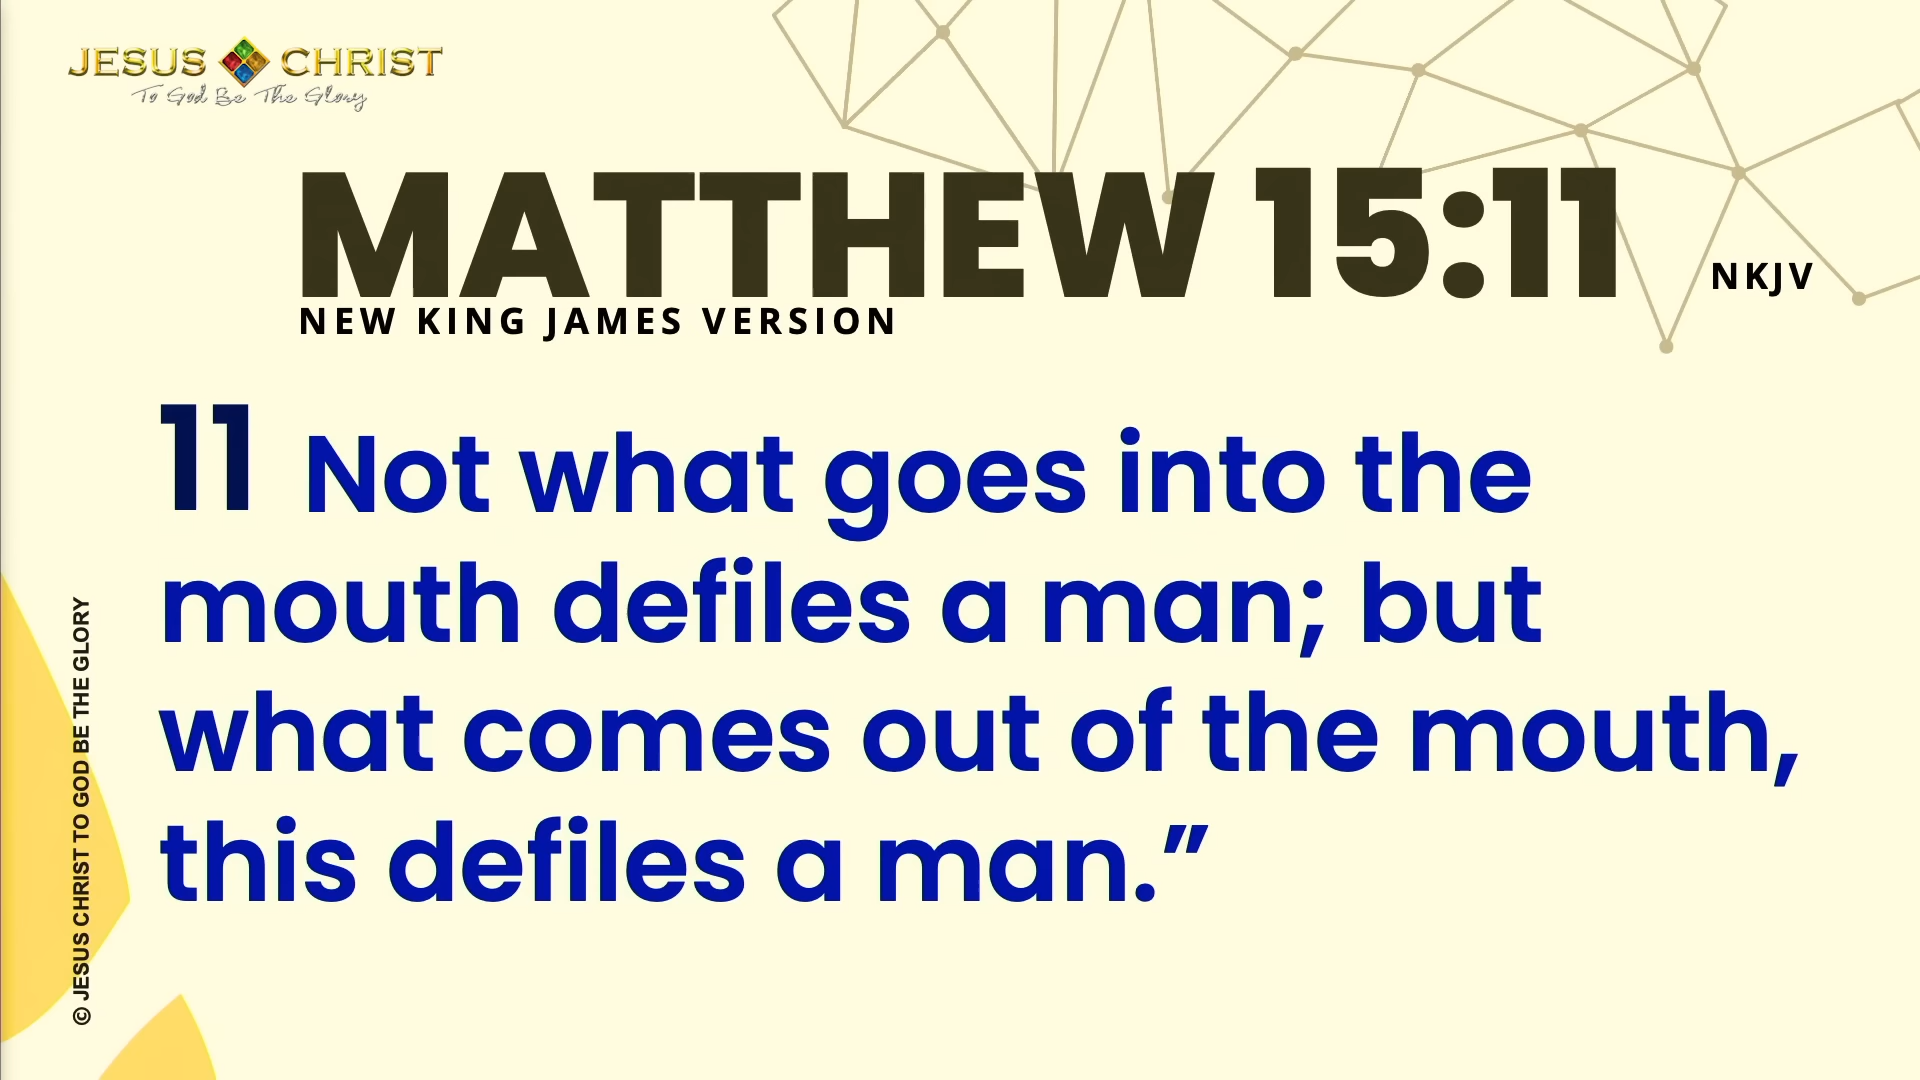 JESUS CHRIST
To God Be The Glory
MATTHEW 15:11
NKJV
NEW KING JAMES VERSION
11 Not what goes into the
mouth defiles a man; but
what comes out of the mouth,
this defiles a man.”
© JESUS CHRIST TO GOD BE THE GLORY